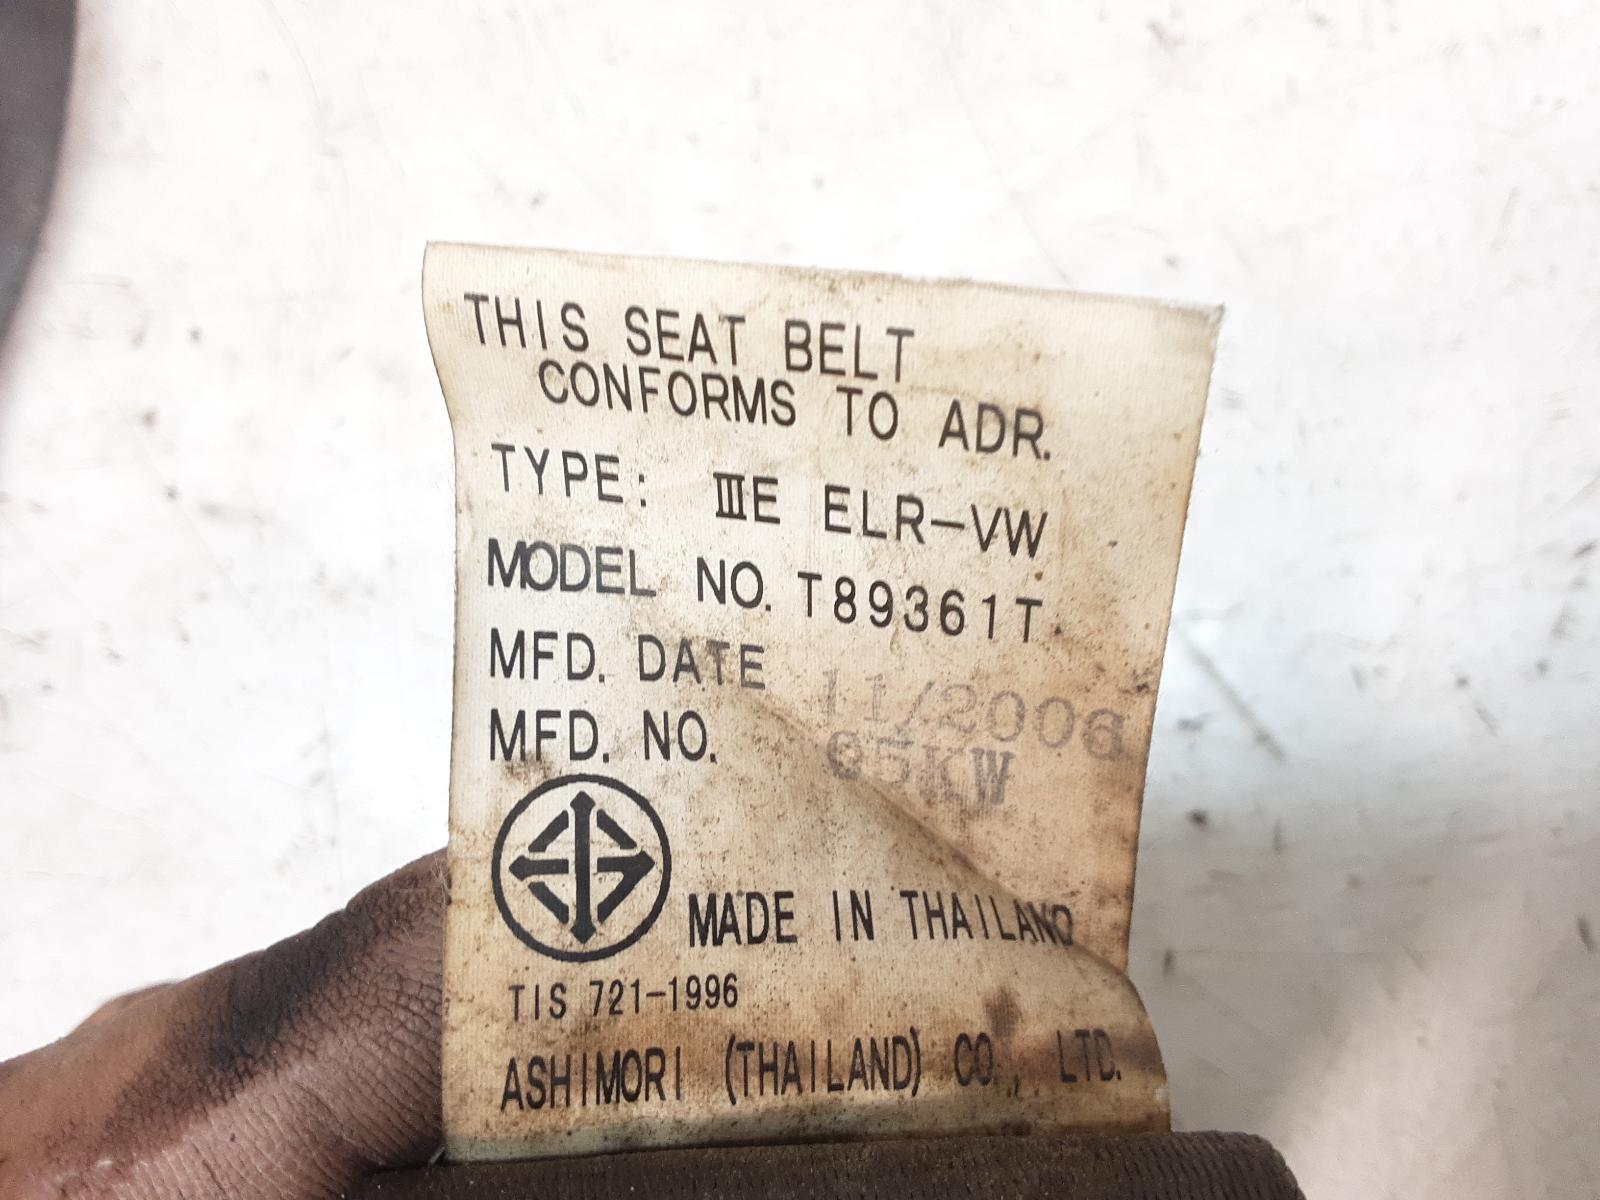 THIS SEAT BELT
CONFORMS TO ADR.
TYPE: ⅢE ELR-VW
MODEL NO. T89361T
MFD. DATE 11/2006
MFD. NO. 65KW
MADE IN THAILAND
TIS 721-1996
ASHIMORI (THAILAND) CO., LTD.